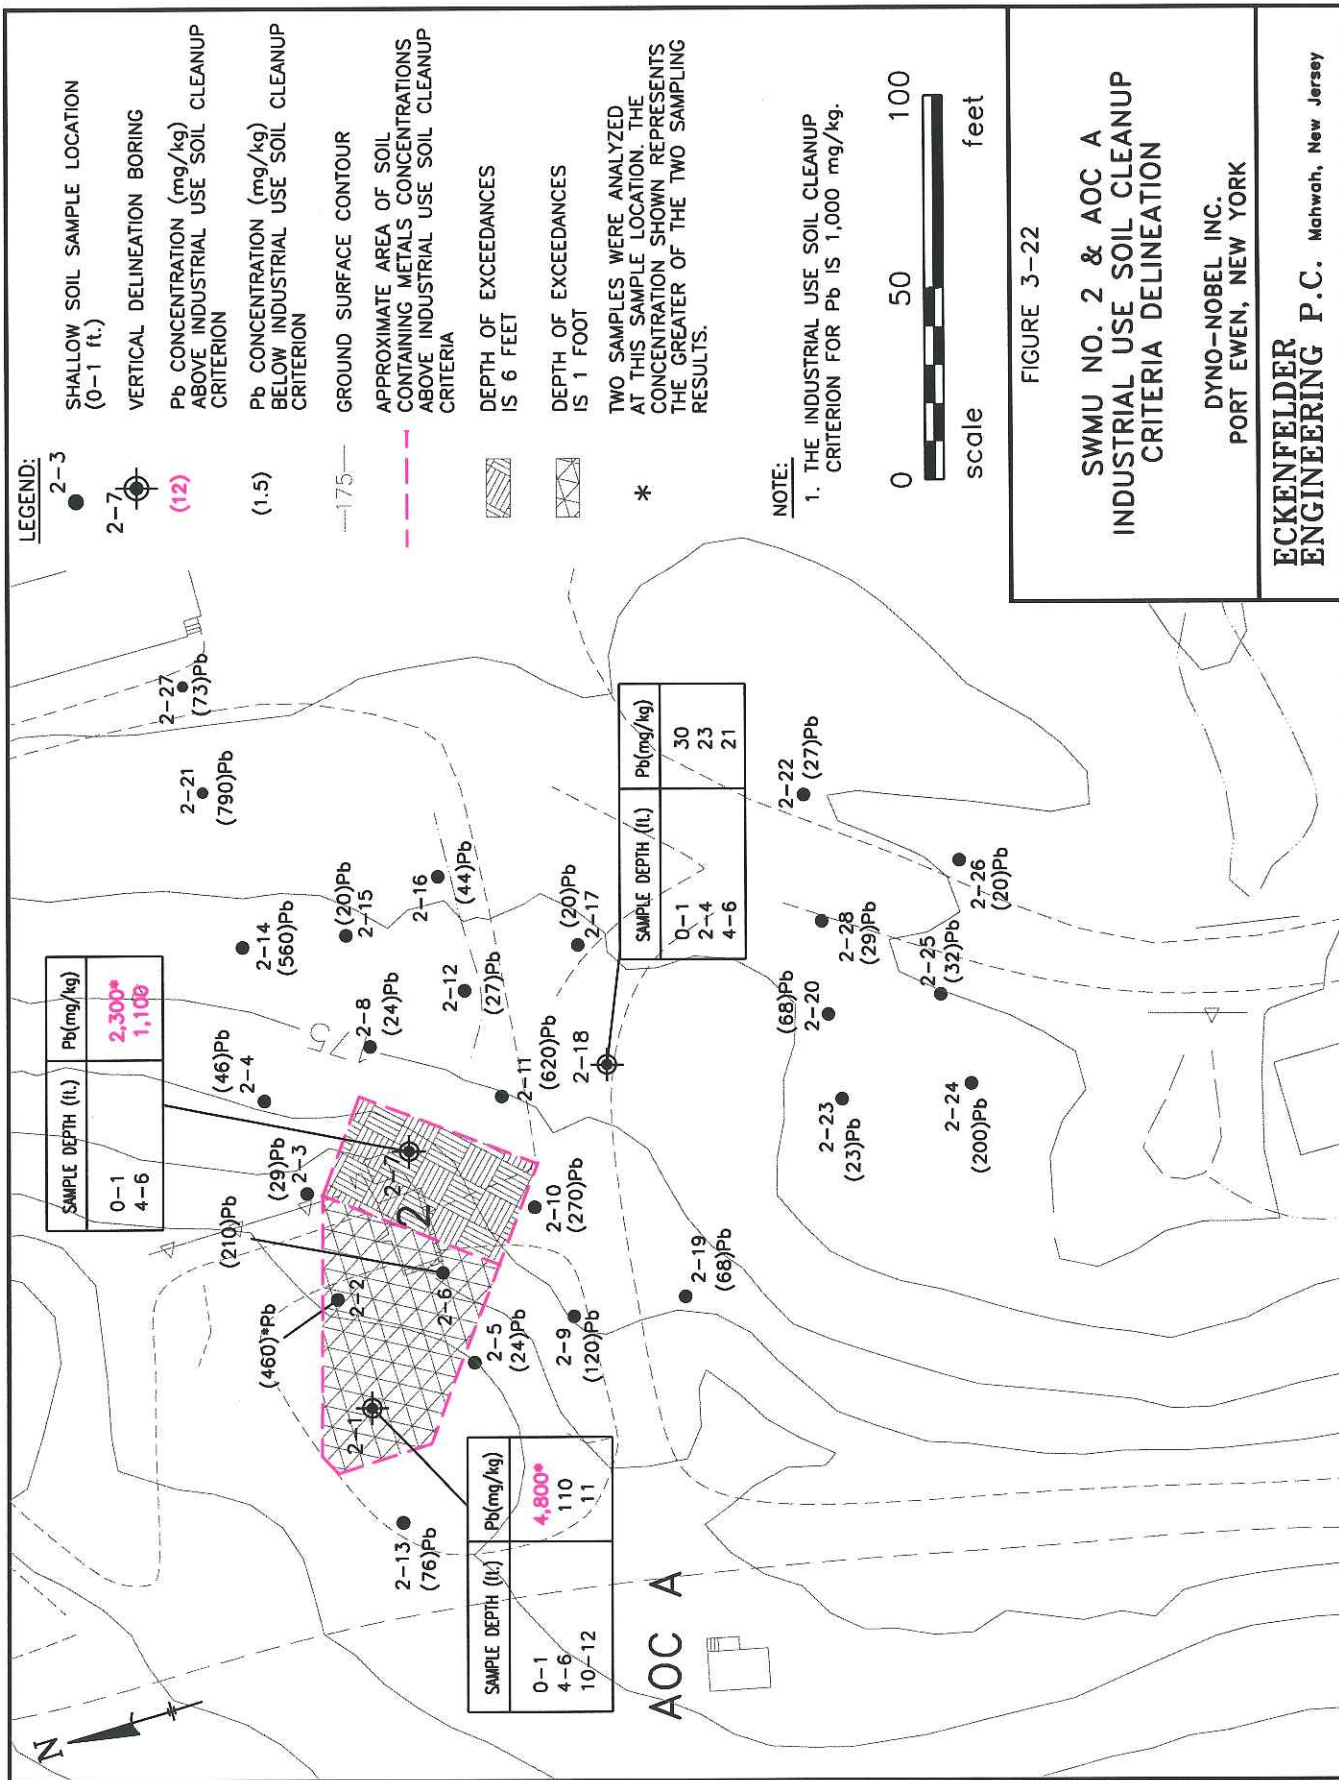 LEGEND:
2-3
SHALLOW SOIL SAMPLE LOCATION
(0-1 ft.)
2-7
VERTICAL DELINEATION BORING
(12)
Pb CONCENTRATION (mg/kg)
ABOVE INDUSTRIAL USE SOIL CLEANUP
CRITERION
(1.5)
Pb CONCENTRATION (mg/kg)
BELOW INDUSTRIAL USE SOIL CLEANUP
CRITERION
175
GROUND SURFACE CONTOUR
APPROXIMATE AREA OF SOIL
CONTAINING METALS CONCENTRATIONS
ABOVE INDUSTRIAL USE SOIL CLEANUP
CRITERIA
DEPTH OF EXCEEDANCES
IS 6 FEET
DEPTH OF EXCEEDANCES
IS 1 FOOT
*
TWO SAMPLES WERE ANALYZED
AT THIS SAMPLE LOCATION. THE
CONCENTRATION SHOWN REPRESENTS
THE GREATER OF THE TWO SAMPLING
RESULTS.
NOTE:
1. THE INDUSTRIAL USE SOIL CLEANUP
CRITERION FOR Pb IS 1,000 mg/kg.
0 50 100
scale feet
FIGURE 3-22
SWMU NO. 2 & AOC A
INDUSTRIAL USE SOIL CLEANUP
CRITERIA DELINEATION
DYNO-NOBEL INC.
PORT EWEN, NEW YORK
ECKENFELDER
ENGINEERING P.C. Mahwah, New Jersey
N
SAMPLE DEPTH (ft.) Pb(mg/kg)
0-1 2,300*
4-6 1,100
2-27
(73)Pb
2-21
(790)Pb
2-14
(560)Pb
(20)Pb
2-15
2-16
(44)Pb
(46)Pb
2-4
175
2-8
(24)Pb
2-12
(27)Pb
(20)Pb
2-17
(29)Pb
2-3
(210)Pb
2-7
2
2-11
(620)Pb
2-18
SAMPLE DEPTH (ft.) Pb(mg/kg)
0-1 30
2-4 23
4-6 21
(460)*Pb
2-2
2-6
2-10
(270)Pb
2-1
2-5
(24)Pb
2-9
(120)Pb
2-19
(68)Pb
2-13
(76)Pb
SAMPLE DEPTH (ft.) Pb(mg/kg)
0-1 4,800*
4-6 110
10-12 11
AOC A
2-22
(27)Pb
2-26
(20)Pb
2-28
(29)Pb
2-25
(32)Pb
(68)Pb
2-20
2-23
(23)Pb
2-24
(200)Pb